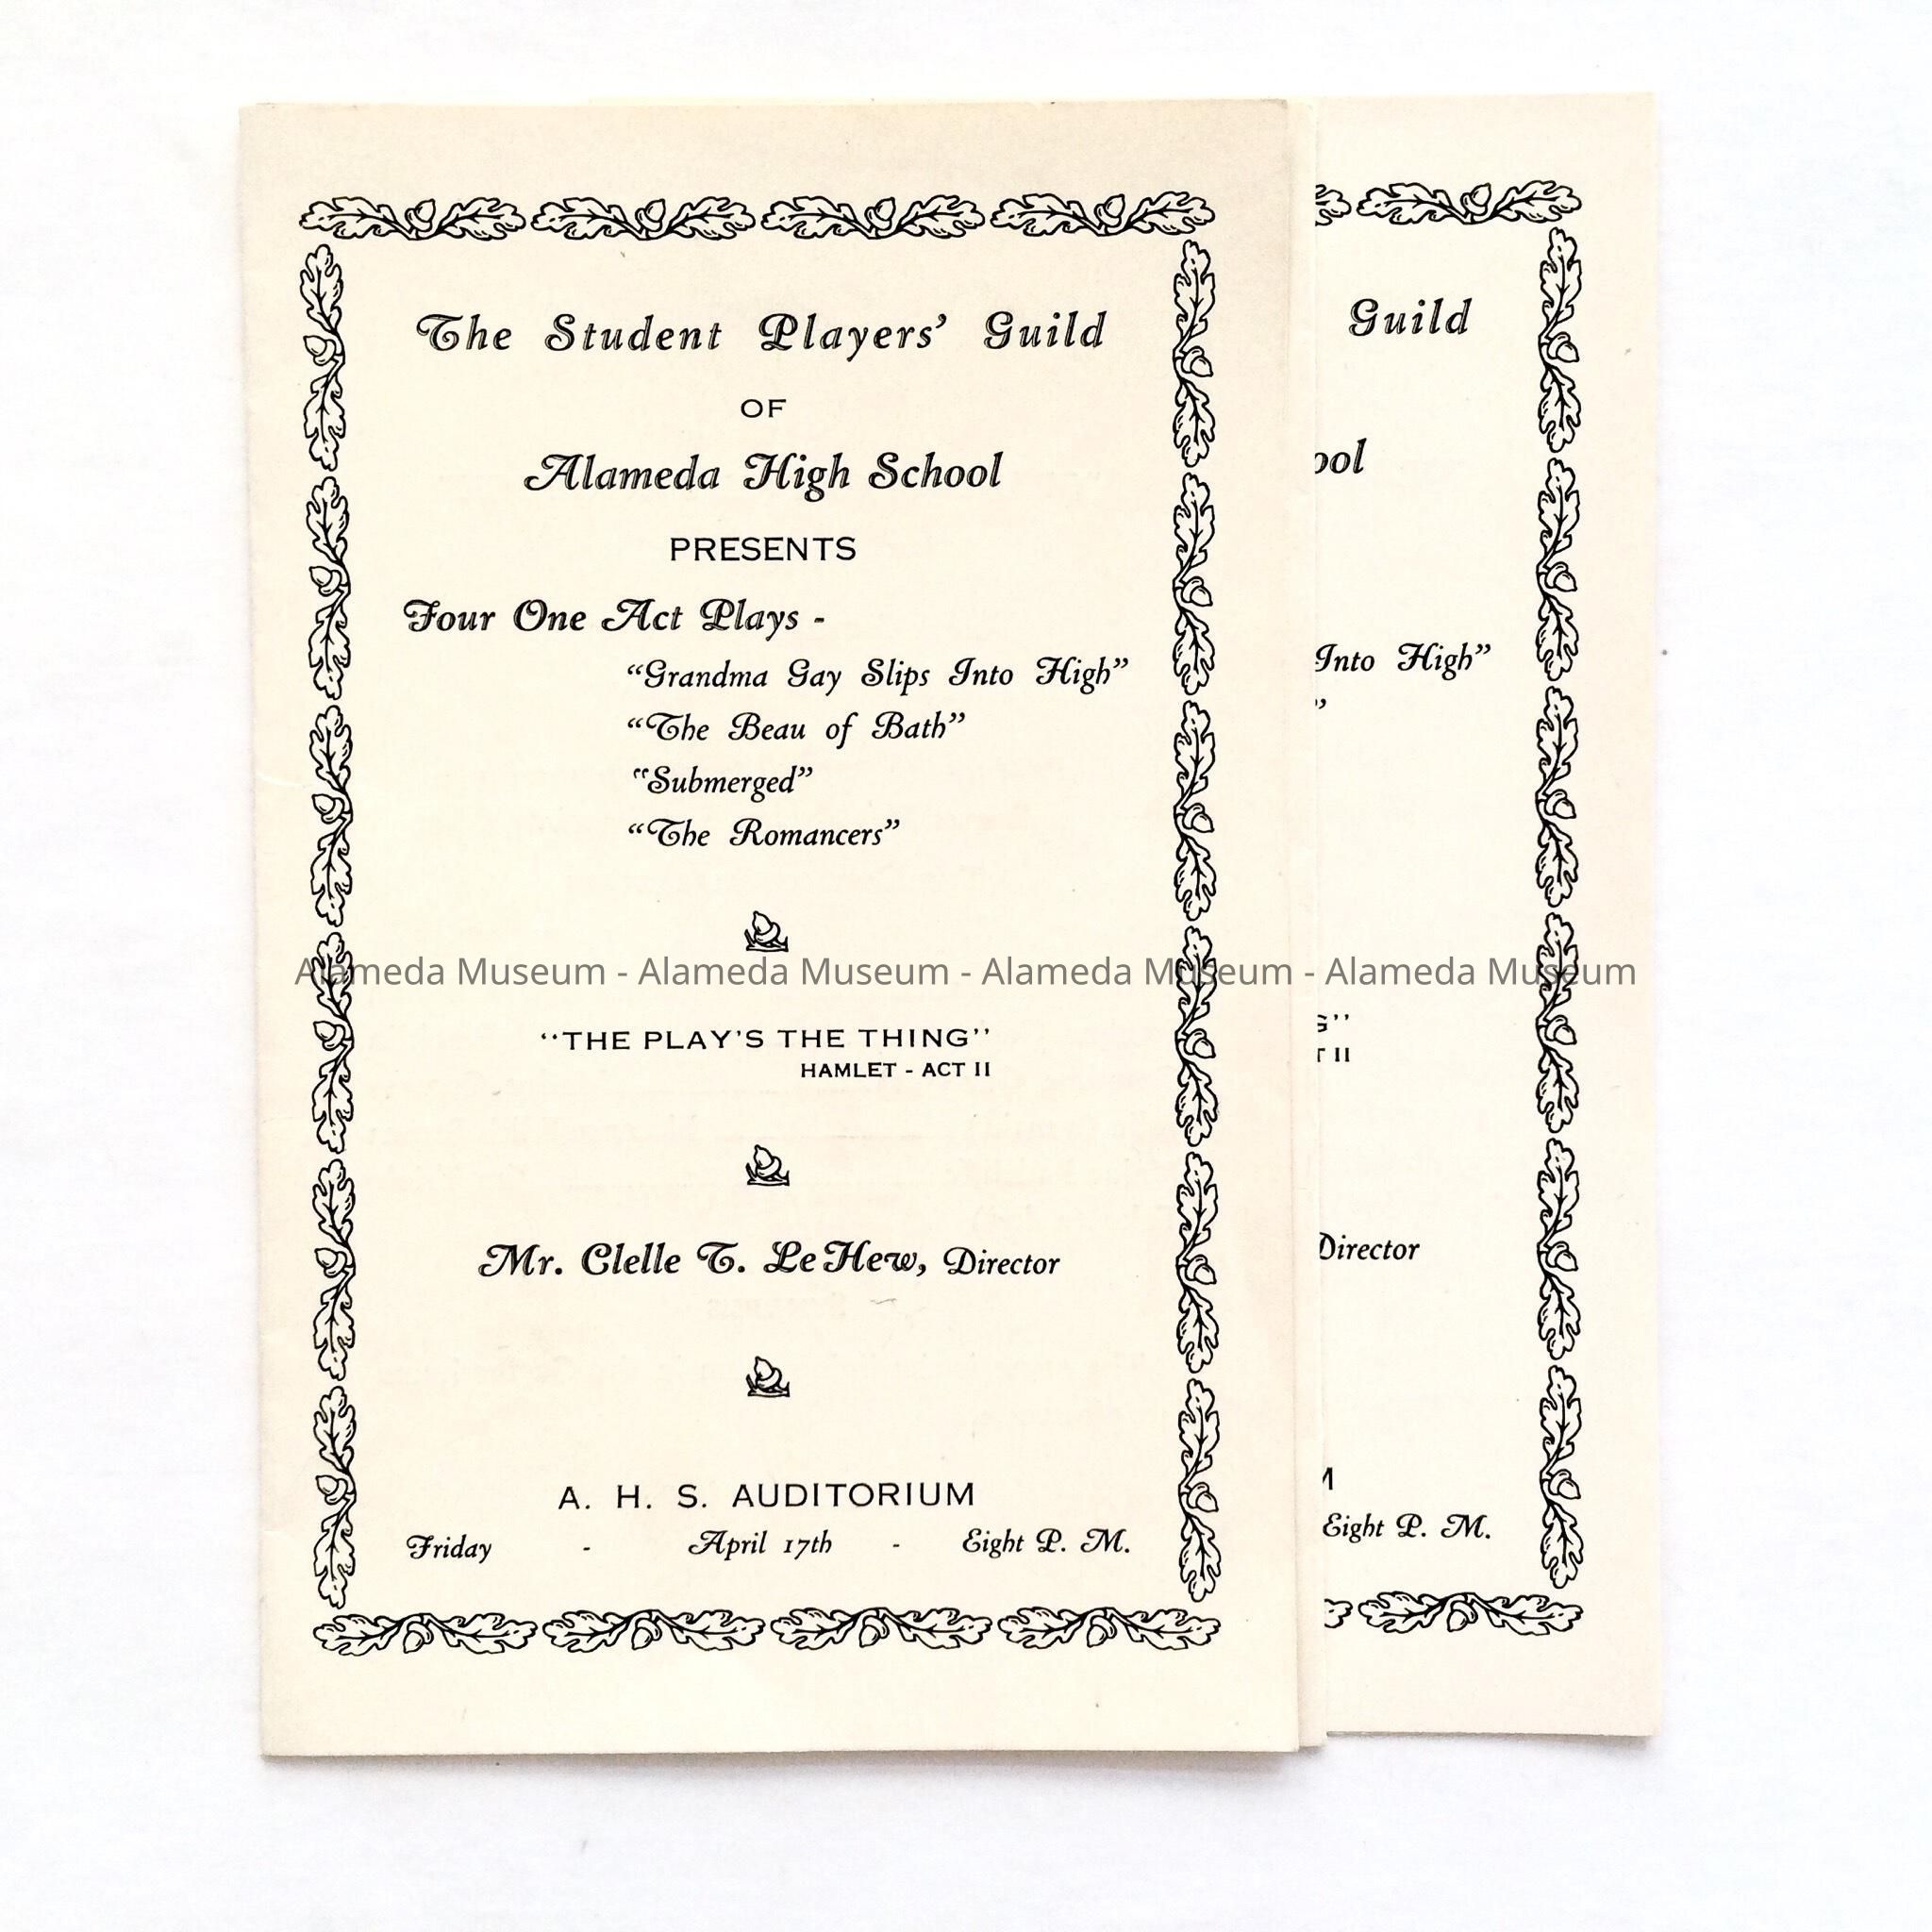 The Student Players' Guild
OF
Alameda High School
PRESENTS
Four One Act Plays -
"Grandma Gay Slips Into High"
"The Beau of Bath"
"Submerged"
"The Romancers"
Alameda Museum - Alameda Museum - Alameda Museum - Alameda Museum
"THE PLAY'S THE THING"
HAMLET - ACT II
Mr. Clelle T. LeHew, Director
A. H. S. AUDITORIUM
Friday - April 17th - Eight P. M.
Guild
ool
Into High"
"
G"
T II
Director
M
Eight P. M.